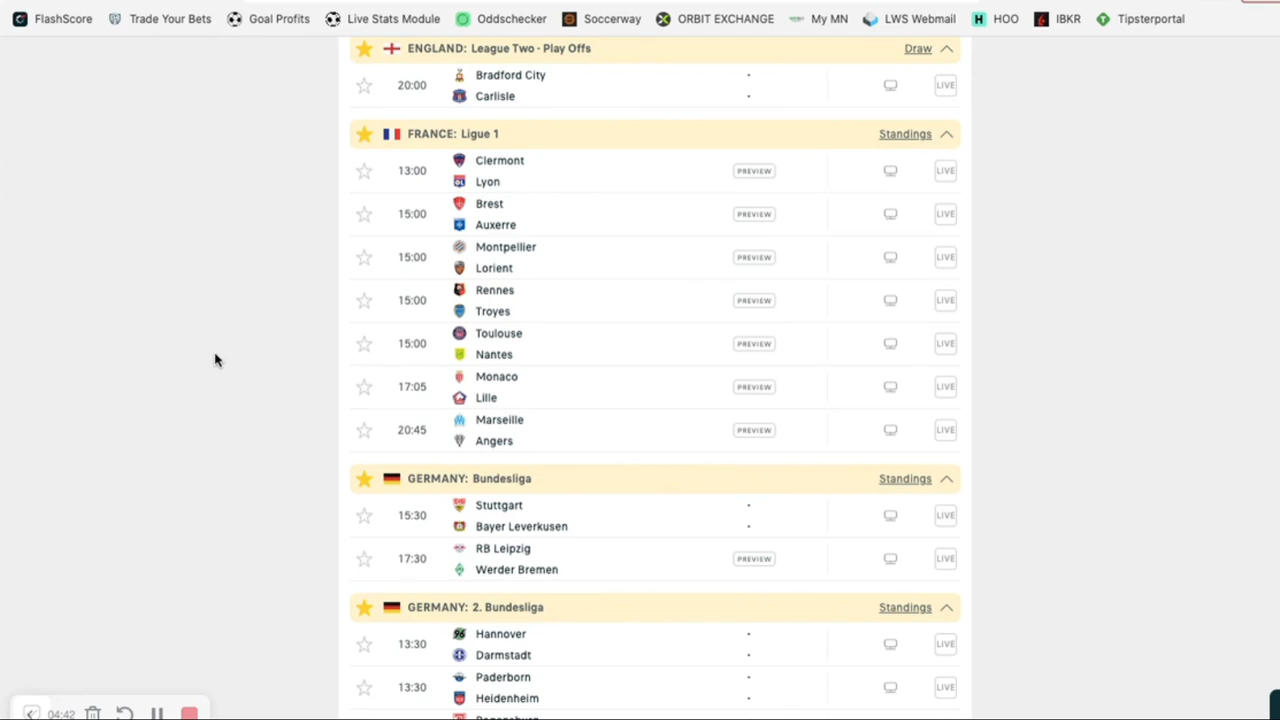 FlashScore Trade Your Bets Goal Profits Live Stats Module Oddschecker Soccerway ORBIT EXCHANGE My MN LWS Webmail HOO IBKR Tipsterportal
ENGLAND: League Two - Play Offs Draw
20:00 Bradford City - LIVE
Carlisle -
FRANCE: Ligue 1 Standings
13:00 Clermont PREVIEW LIVE
Lyon
15:00 Brest PREVIEW LIVE
Auxerre
15:00 Montpellier PREVIEW LIVE
Lorient
15:00 Rennes PREVIEW LIVE
Troyes
15:00 Toulouse PREVIEW LIVE
Nantes
17:05 Monaco PREVIEW LIVE
Lille
20:45 Marseille PREVIEW LIVE
Angers
GERMANY: Bundesliga Standings
15:30 Stuttgart - LIVE
Bayer Leverkusen -
17:30 RB Leipzig PREVIEW LIVE
Werder Bremen
GERMANY: 2. Bundesliga Standings
13:30 Hannover - LIVE
Darmstadt -
13:30 Paderborn - LIVE
Heidenheim -
04:42